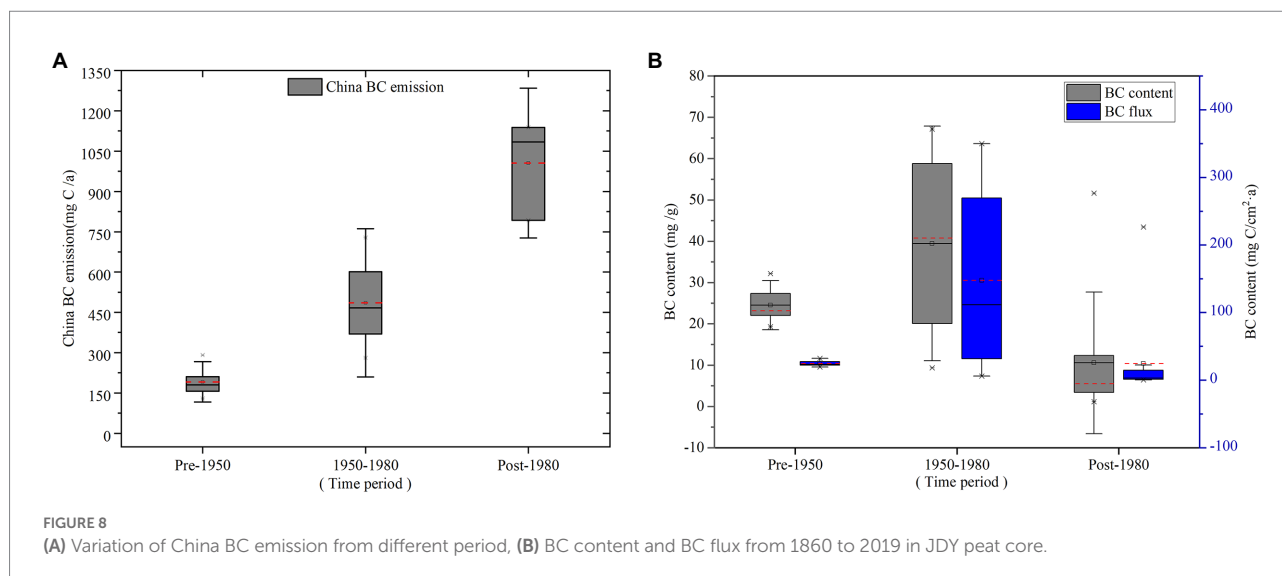 A
China BC emission
China BC emission(mg C /a)
1350
1200
1050
900
750
600
450
300
150
0
Pre-1950
1950-1980
Post-1980
( Time period )
B
BC content
BC flux
BC content (mg /g)
80
70
60
50
40
30
20
10
0
-10
400
300
200
100
0
-100
BC content (mg C/cm²·a)
Pre-1950
1950-1980
Post-1980
( Time period )
FIGURE 8
(A) Variation of China BC emission from different period, (B) BC content and BC flux from 1860 to 2019 in JDY peat core.